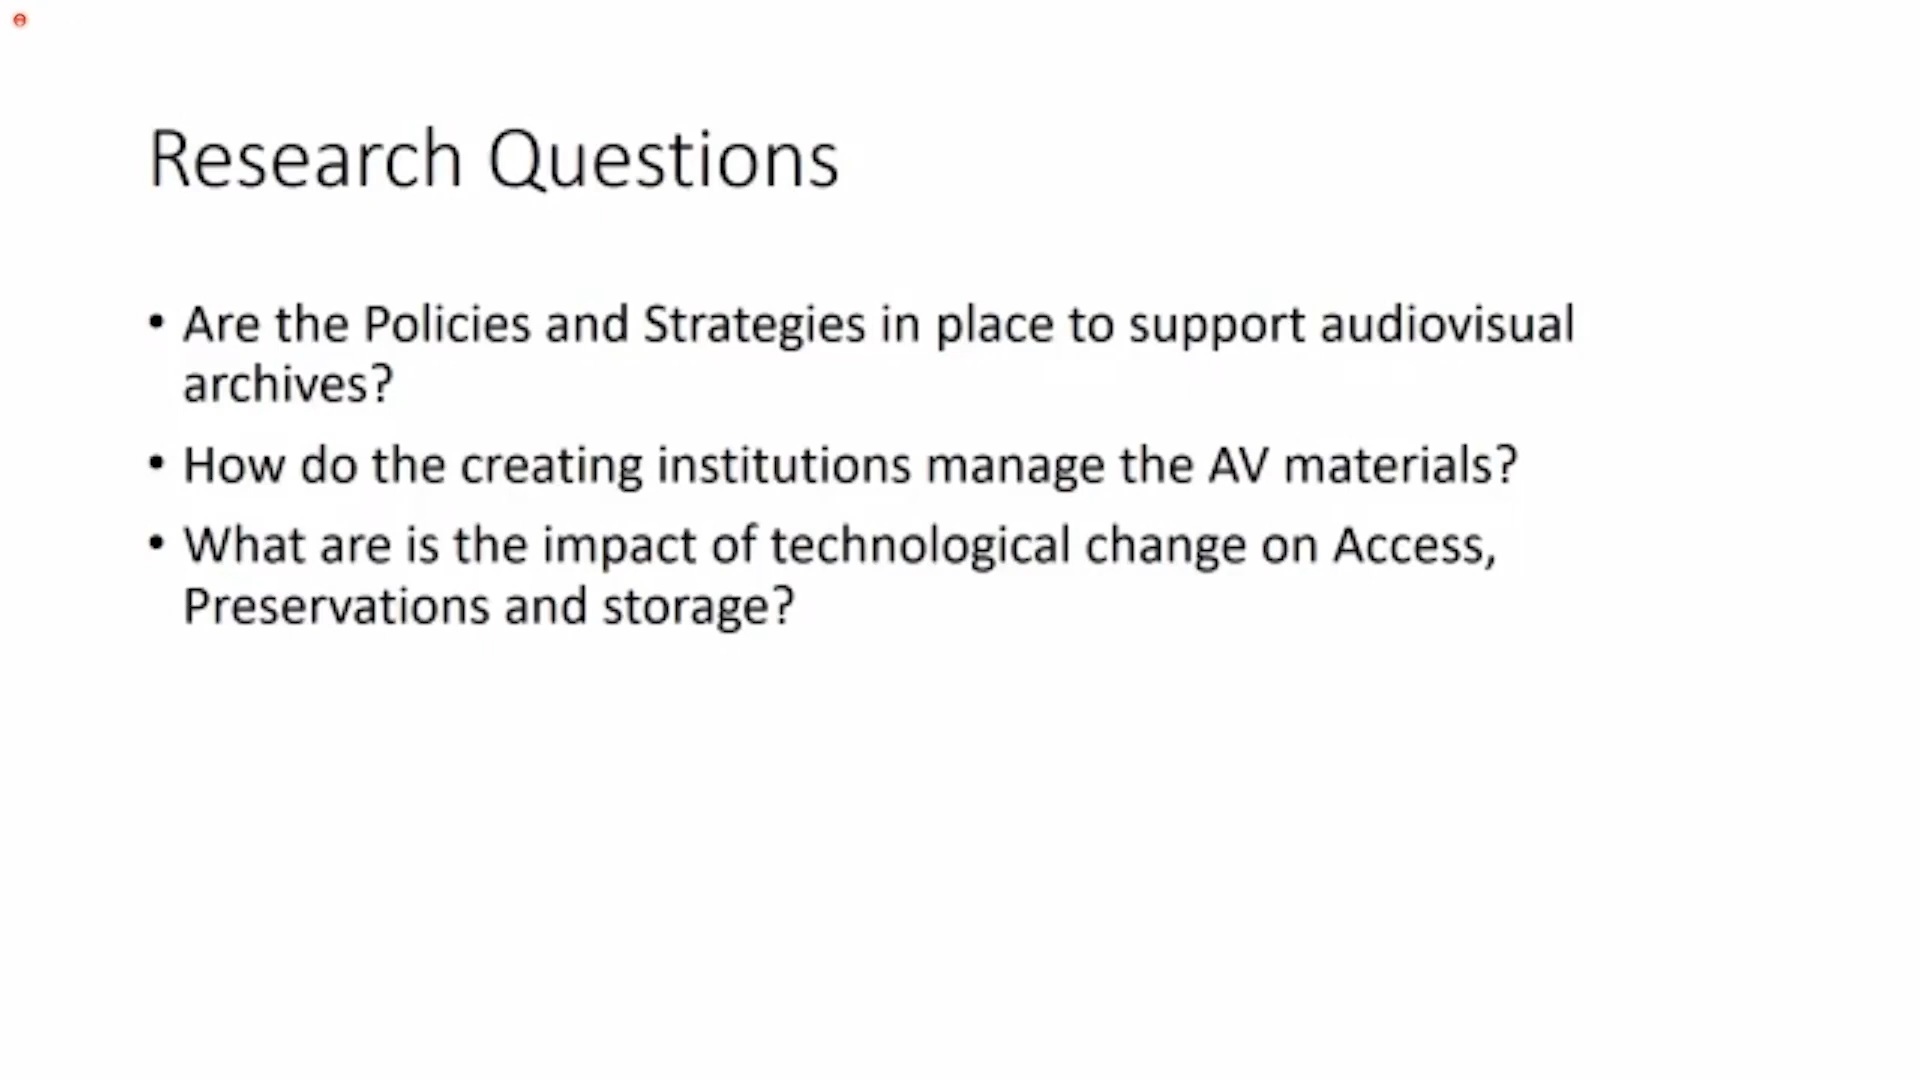 Research Questions
• Are the Policies and Strategies in place to support audiovisual
archives?
• How do the creating institutions manage the AV materials?
• What are is the impact of technological change on Access,
Preservations and storage?